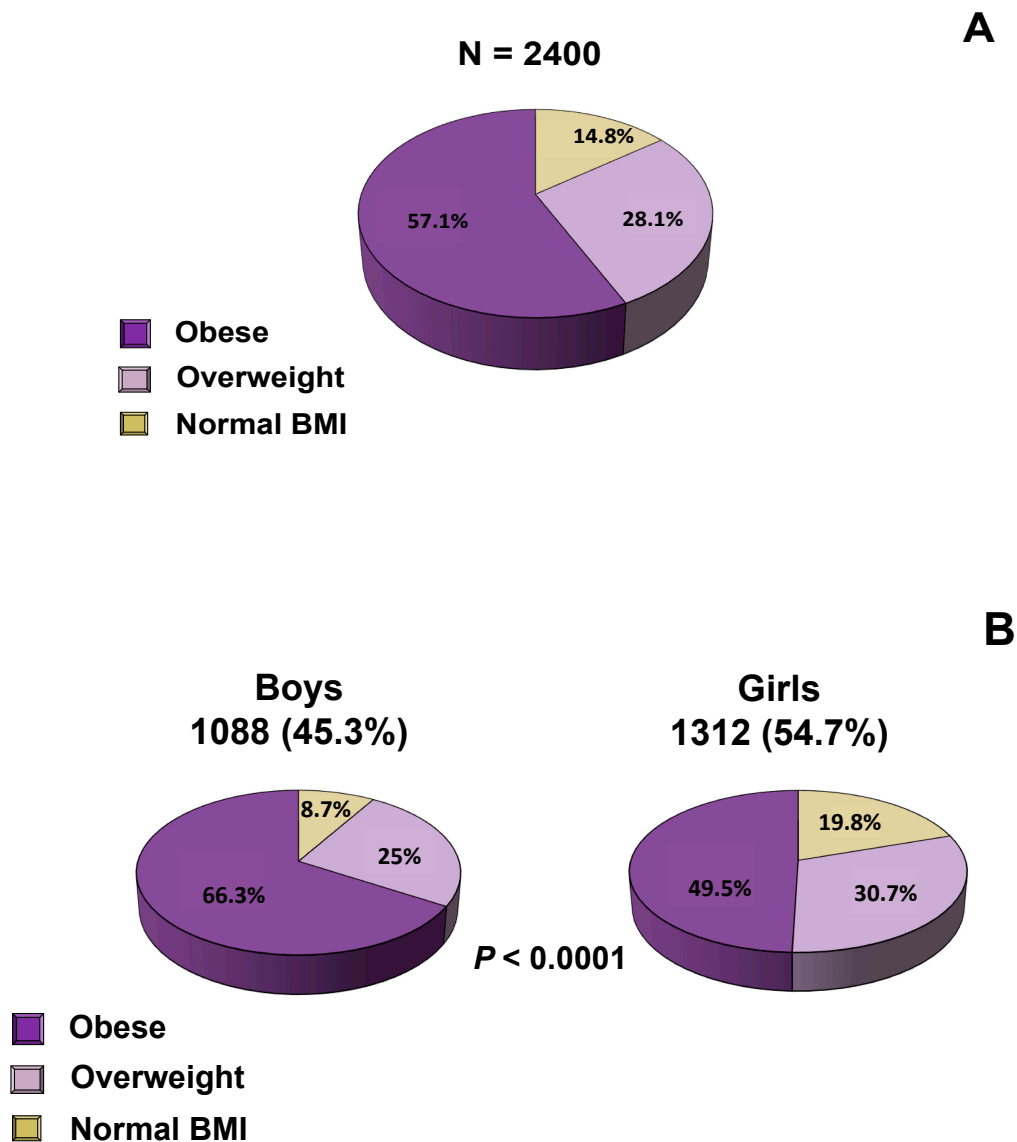 A
N = 2400
14.8%
57.1%
28.1%
Obese
Overweight
Normal BMI
B
Boys
1088 (45.3%)
Girls
1312 (54.7%)
8.7%
25%
66.3%
19.8%
49.5%
30.7%
P < 0.0001
Obese
Overweight
Normal BMI